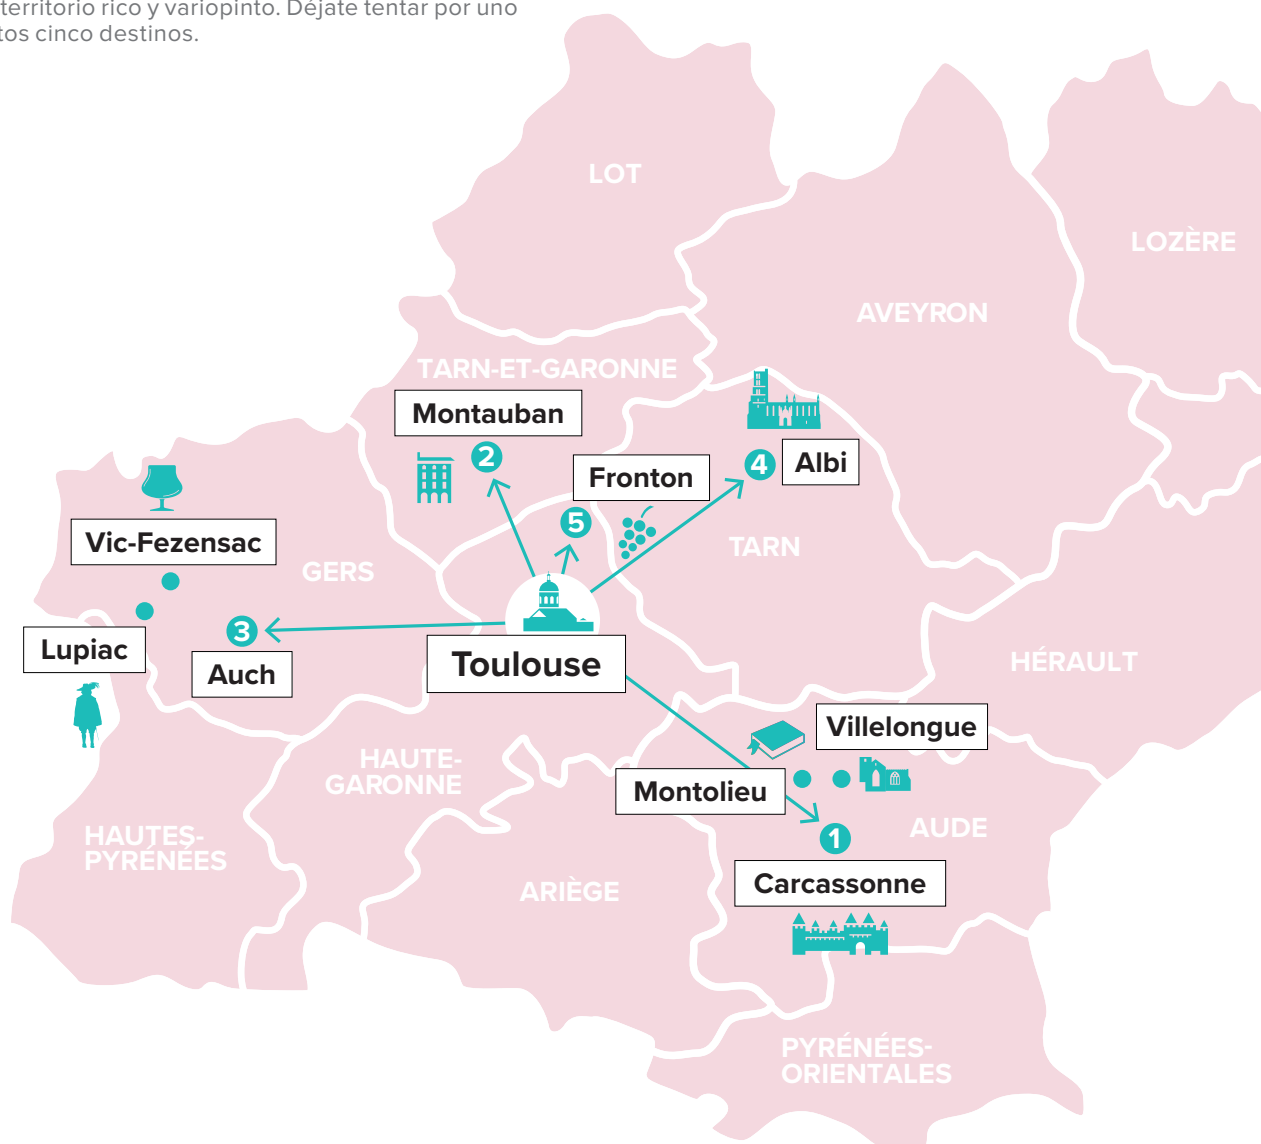 territorio rico y variopinto. Déjate tentar por uno
tos cinco destinos.
LOT
LOZÈRE
AVEYRON
TARN-ET-GARONNE
Montauban
2
4
Albi
Fronton
5
TARN
Vic-Fezensac
GERS
Lupiac
3
Auch
Toulouse
HÉRAULT
Villelongue
HAUTE-
GARONNE
Montolieu
AUDE
1
HAUTES-
PYRÉNÉES
Carcassonne
ARIÈGE
PYRÉNÉES-
ORIENTALES